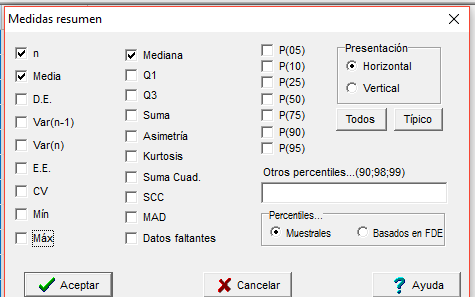 Medidas resumen
n
Media
D.E.
Var(n-1)
Var(n)
E.E.
CV
Mín
Máx
Mediana
Q1
Q3
Suma
Asimetría
Kurtosis
Suma Cuad.
SCC
MAD
Datos faltantes
P(05)
P(10)
P(25)
P(50)
P(75)
P(90)
P(95)
Presentación
Horizontal
Vertical
Todos
Típico
Otros percentiles...(90;98;99)
Percentiles...
Muestrales
Basados en FDE
Aceptar
Cancelar
Ayuda